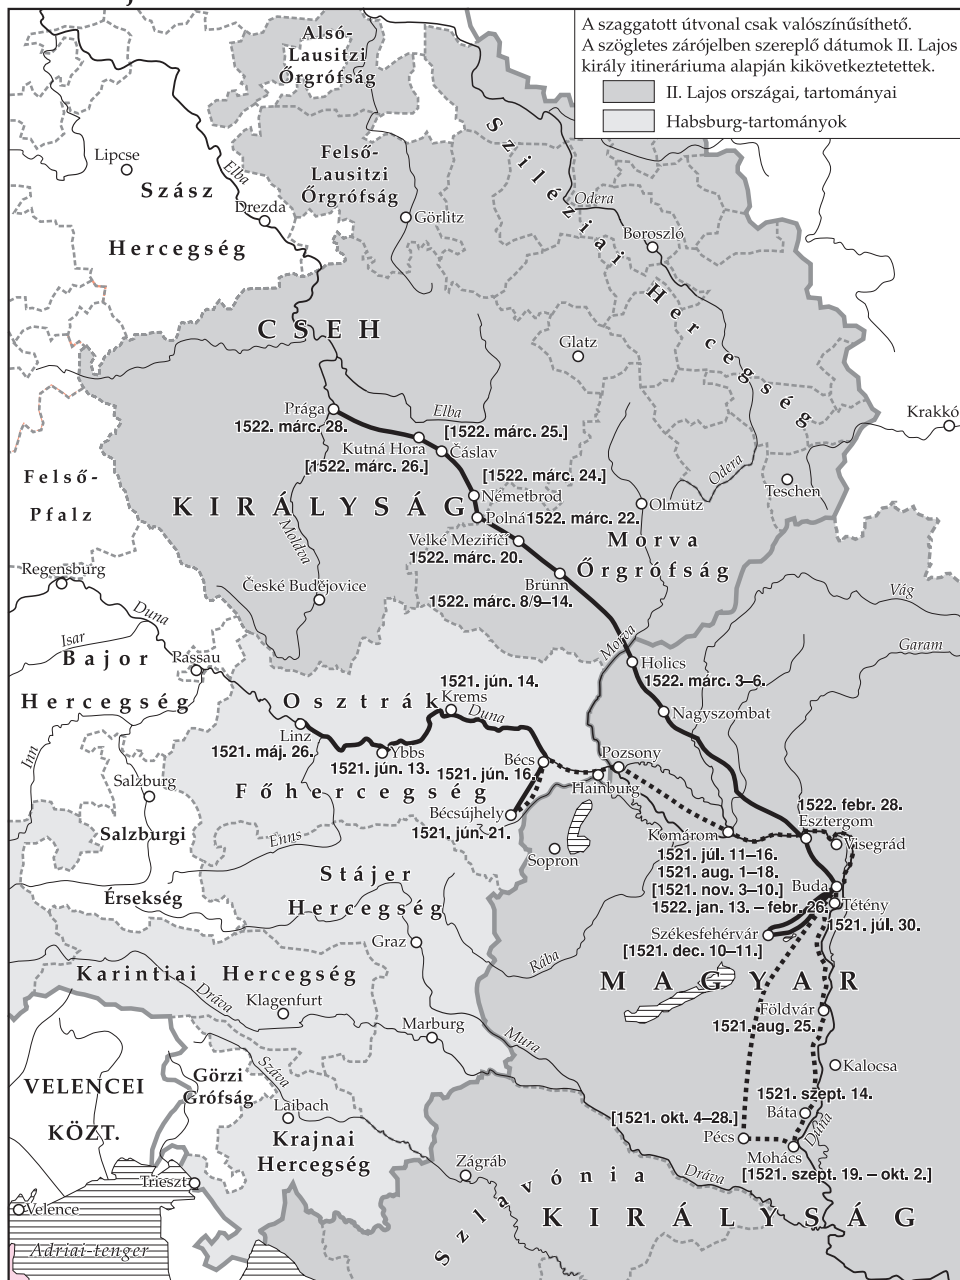 A szaggatott útvonal csak valószínűsíthető.
A szögletes zárójelben szereplő dátumok II. Lajos
király itineráriuma alapján kikövetkeztetettek.
II. Lajos országai, tartományai
Habsburg-tartományok
Alsó-
Lausitzi
Őrgrófság
Felső-
Lausitzi
Őrgrófság
Sziléziai Hercegség
Lipcse
Elba
Szász
Hercegség
Drezda
Görlitz
Odera
Boroszló
CSEH
Glatz
Krakkó
Prága
1522. márc. 28.
Elba
[1522. márc. 25.]
Kutná Hora
Čáslav
[1522. márc. 26.]
[1522. márc. 24.]
Németbrod
Felső-
Pfalz
KIRÁLYSÁG
Polná 1522. márc. 22.
Olmütz
Odera
Teschen
Moldva
Velké Meziříčí
1522. márc. 20.
Morva
Őrgrófság
Regensburg
České Budějovice
Brünn
1522. márc 8/9–14.
Duna
Isar
Vág
Garam
Bajor
Hercegség
Passau
Morva
Holics
1522. márc. 3–6.
Osztrák
1521. jún. 14.
Krems
Duna
Nagyszombat
Inn
Linz
1521. máj. 26.
Ybbs
1521. jún. 13.
Bécs
1521. jún. 16.
Pozsony
Hainburg
Salzburg
Főhercegség
Bécsújhely
1521. jún. 21.
1522. febr. 28.
Esztergom
Salzburgi
Érsekség
Enns
Sopron
Komárom
Visegrád
1521. júl. 11–16.
1521. aug. 1–18.
[1521. nov. 3–10.]
1522. jan. 13. – febr. 26.
Buda
Tétény
1521. júl. 30.
Stájer
Hercegség
Székesfehérvár
[1521. dec. 10–11.]
Graz
Rába
Karintiai Hercegség
MAGYAR
Dráva
Klagenfurt
Földvár
1521. aug. 25.
Marburg
Mura
Kalocsa
VELENCEI
KÖZT.
Görzi
Grófság
Száva
Laibach
1521. szept. 14.
Báta
[1521. okt. 4–28.]
Pécs
Duna
Krajnai
Hercegség
Mohács
[1521. szept. 19. – okt. 2.]
Trieszt
Zágráb
Dráva
Szlavónia
Velence
KIRÁLYSÁG
Adriai-tenger